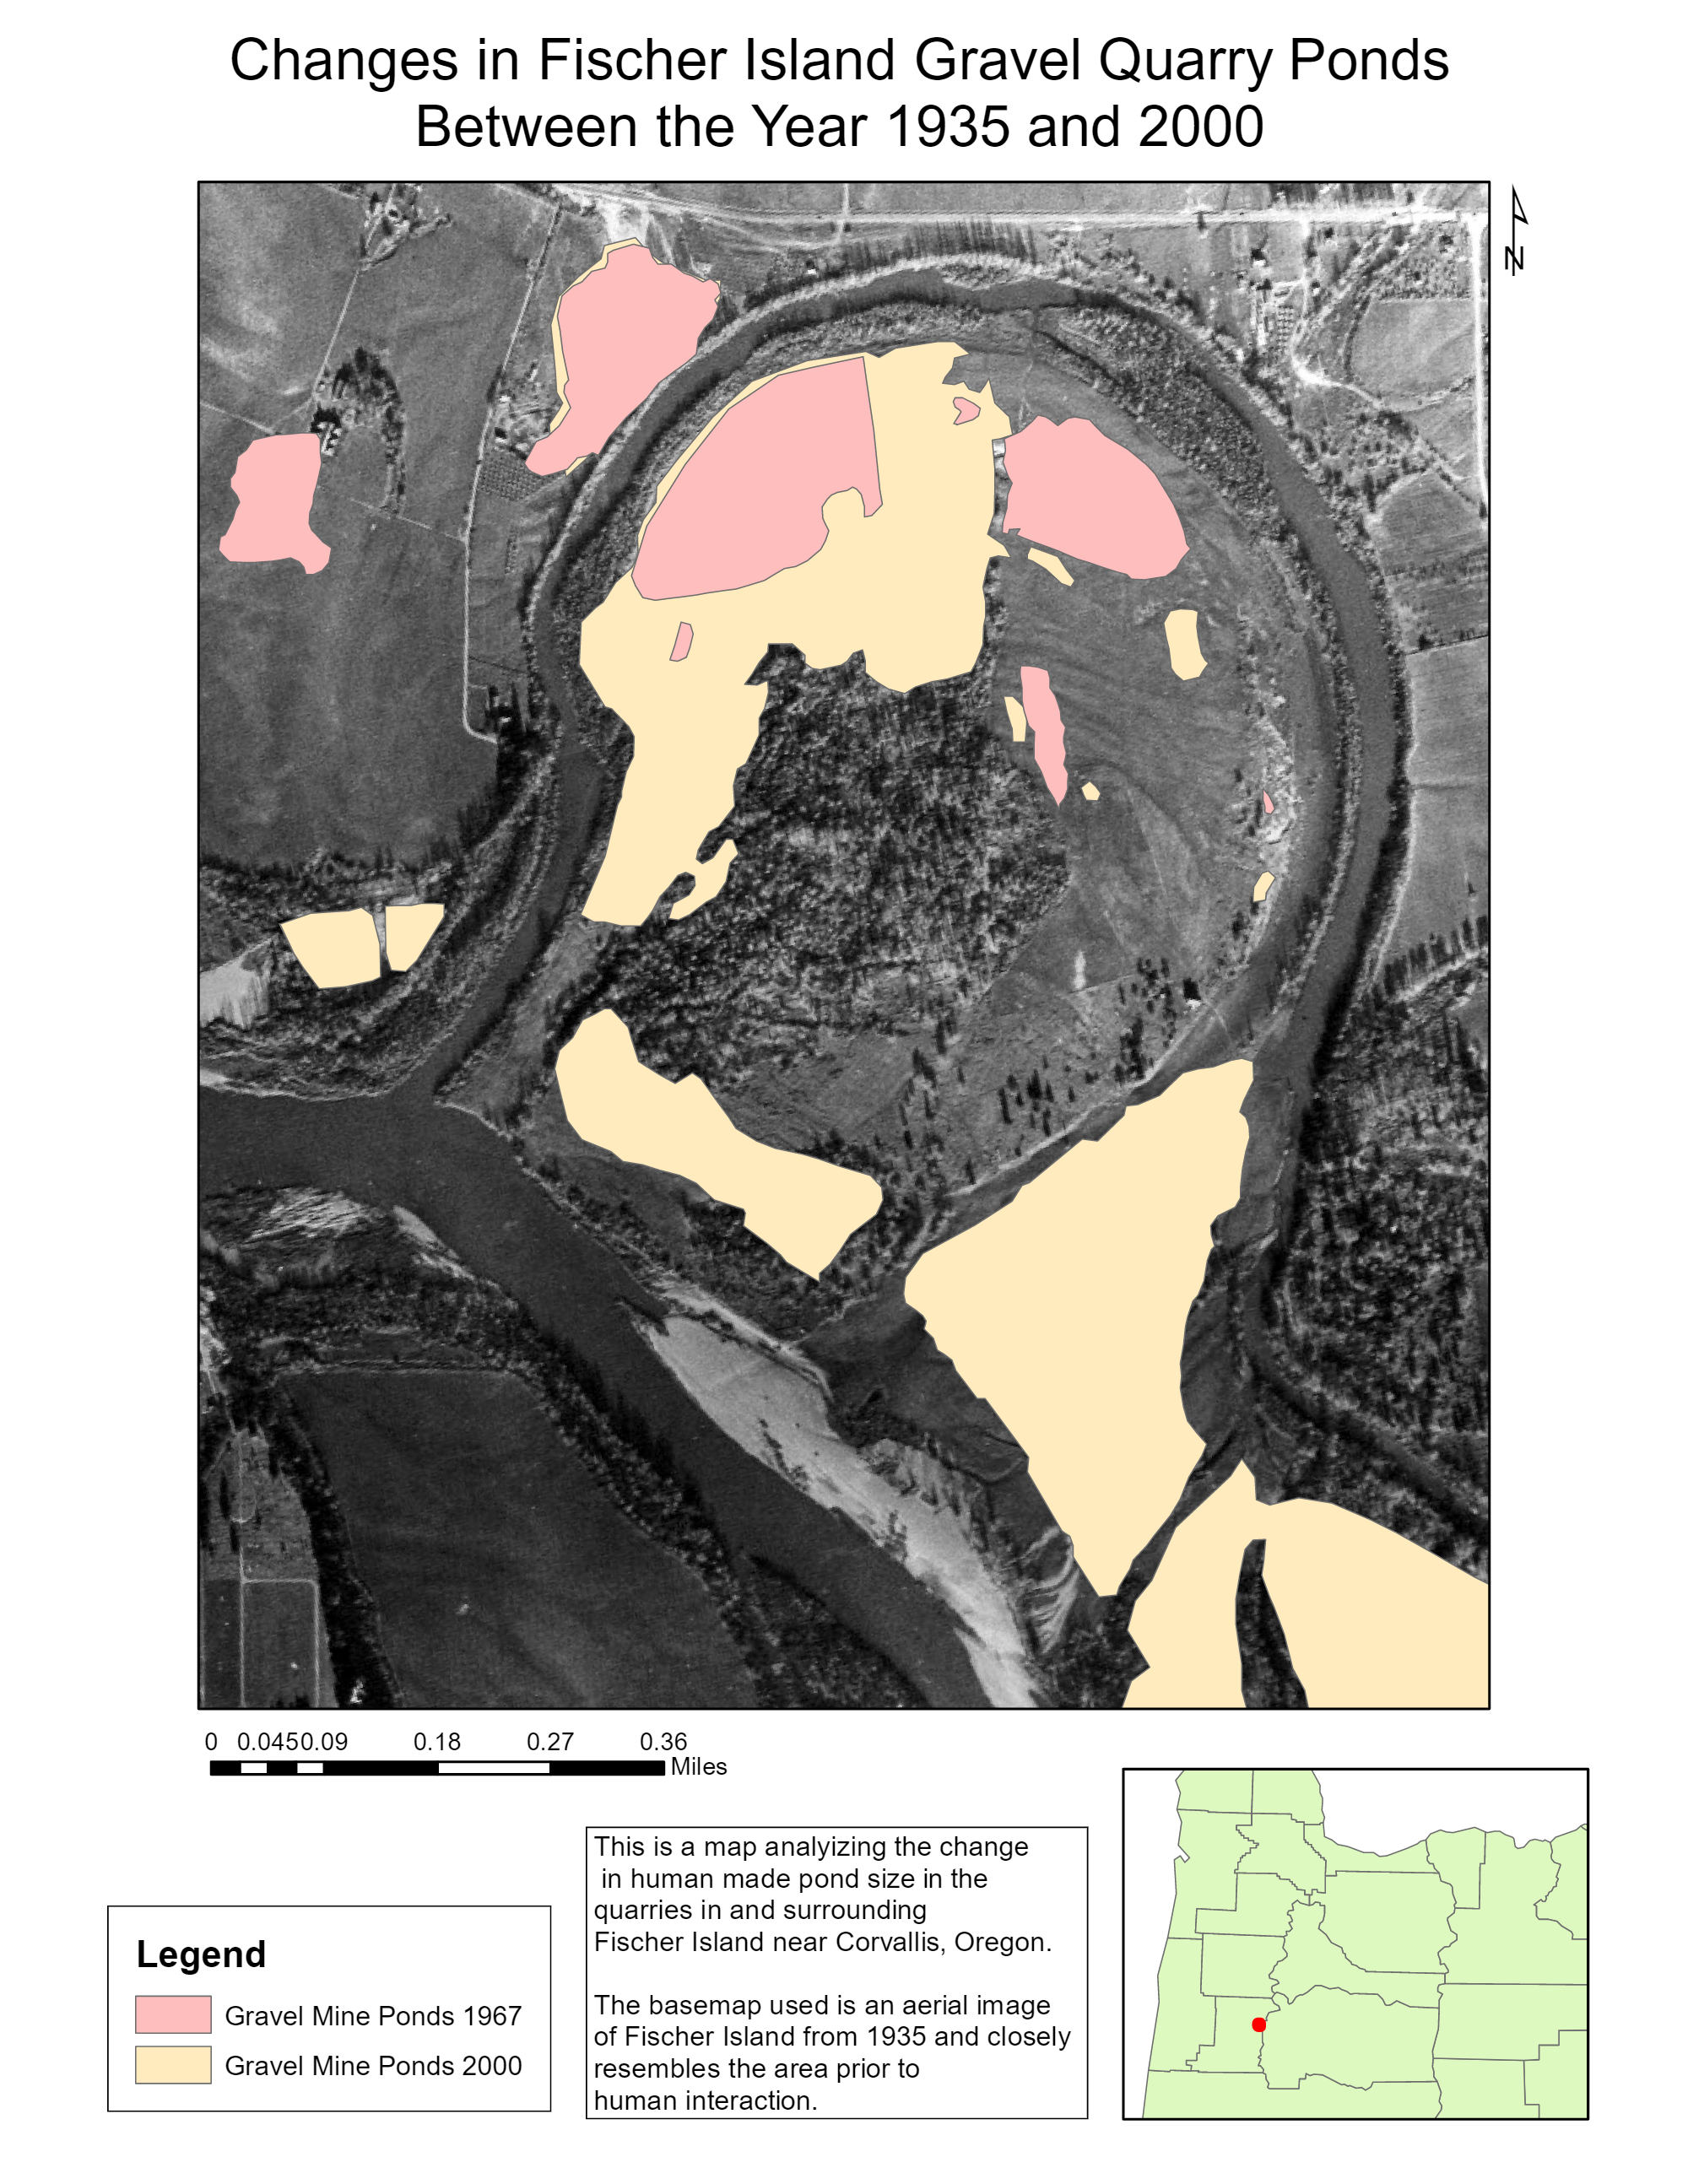 Changes in Fischer Island Gravel Quarry Ponds
Between the Year 1935 and 2000
N
0 0.045 0.09 0.18 0.27 0.36
Miles
This is a map analyizing the change
in human made pond size in the
quarries in and surrounding
Fischer Island near Corvallis, Oregon.
The basemap used is an aerial image
of Fischer Island from 1935 and closely
resembles the area prior to
human interaction.
Legend
Gravel Mine Ponds 1967
Gravel Mine Ponds 2000